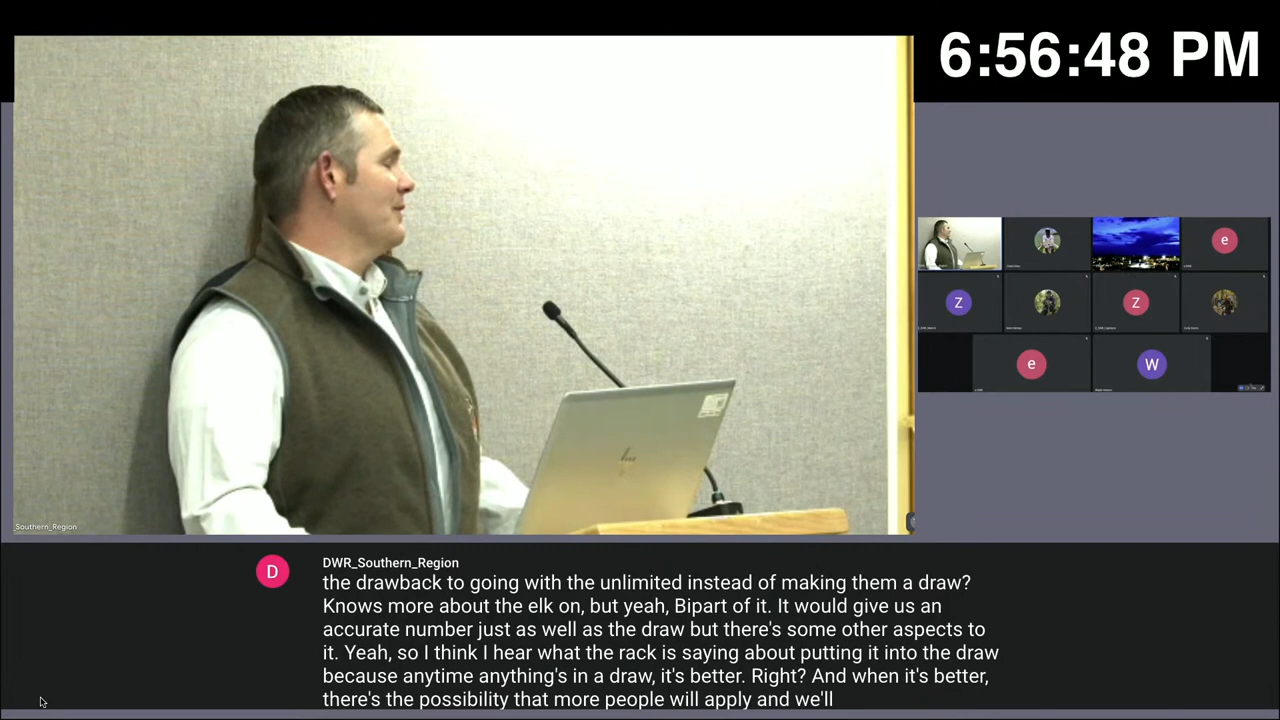 6:56:48 PM
e
Z
Z
e
W
_Southern_Region
hp
D
DWR_Southern_Region
the drawback to going with the unlimited instead of making them a draw?
Knows more about the elk on, but yeah, Bipart of it. It would give us an
accurate number just as well as the draw but there's some other aspects to
it. Yeah, so I think I hear what the rack is saying about putting it into the draw
because anytime anything's in a draw, it's better. Right? And when it's better,
there's the possibility that more people will apply and we'll